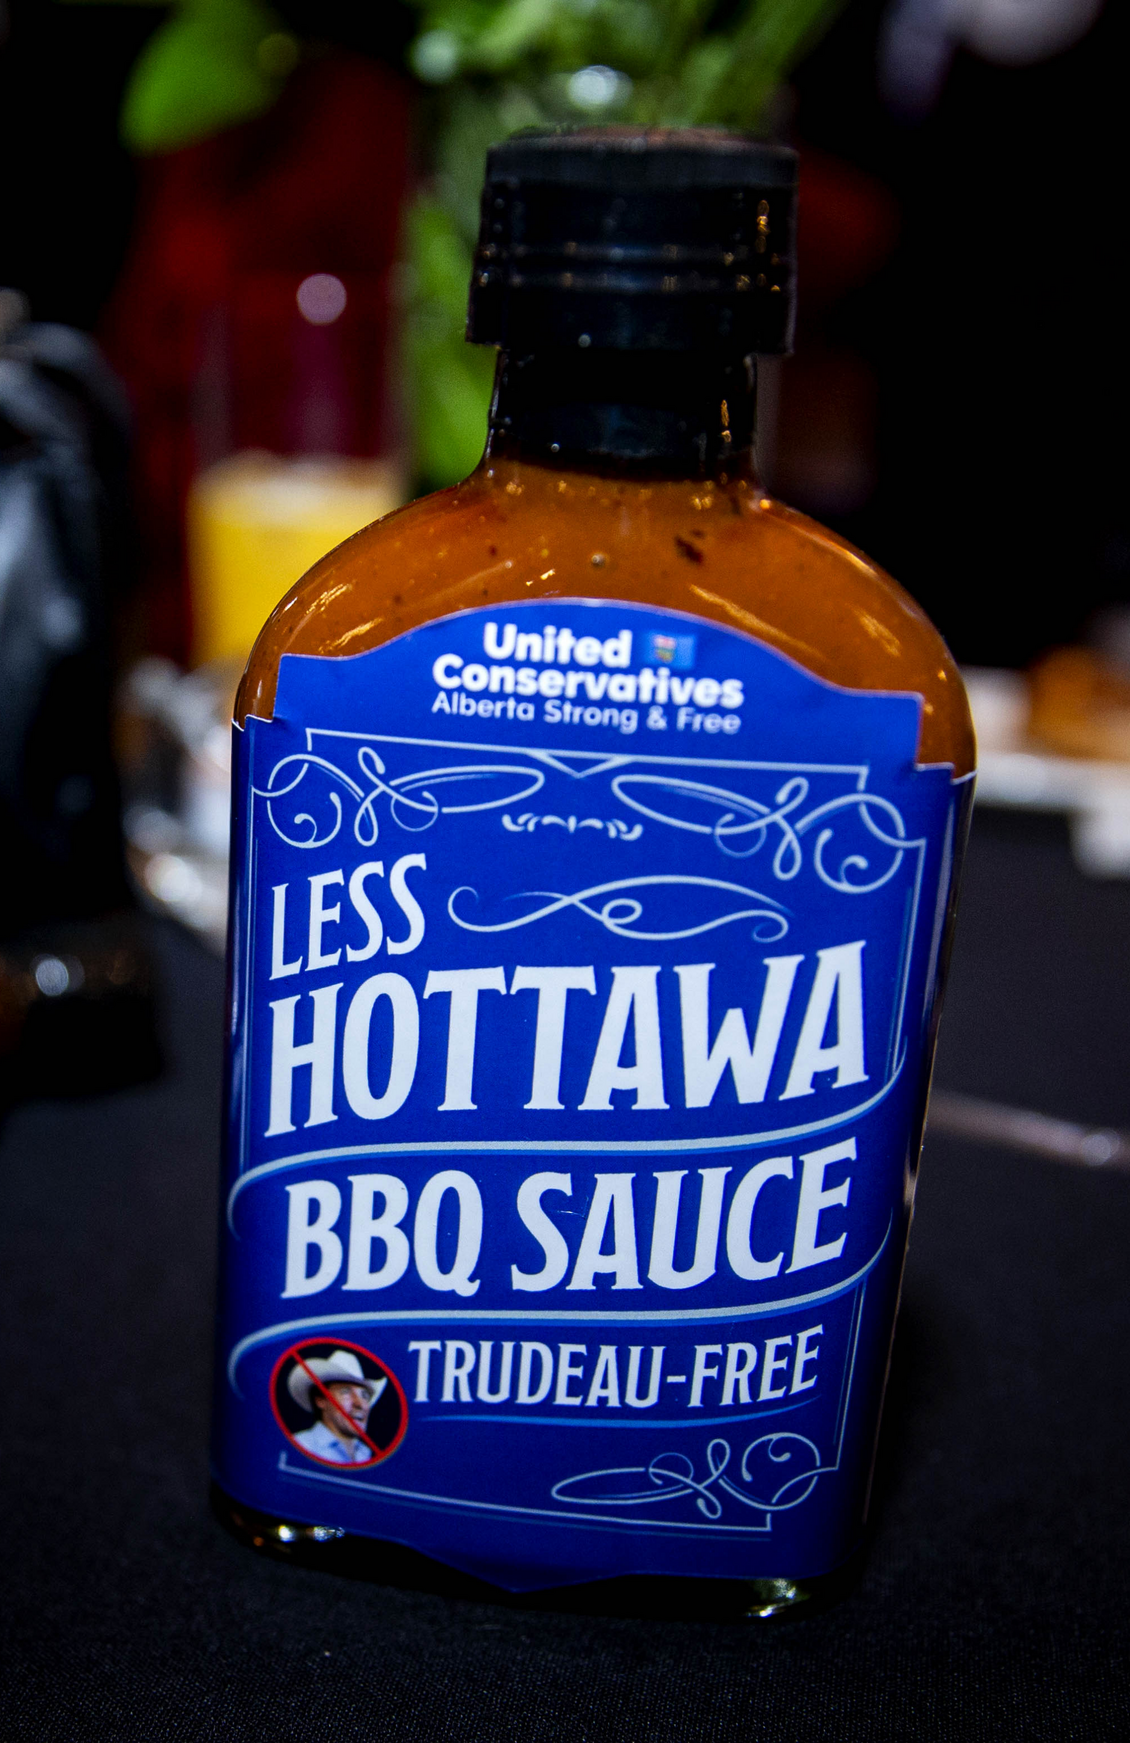 United
Conservatives
Alberta Strong & Free
LESS
HOTTAWA
BBQ SAUCE
TRUDEAU-FREE